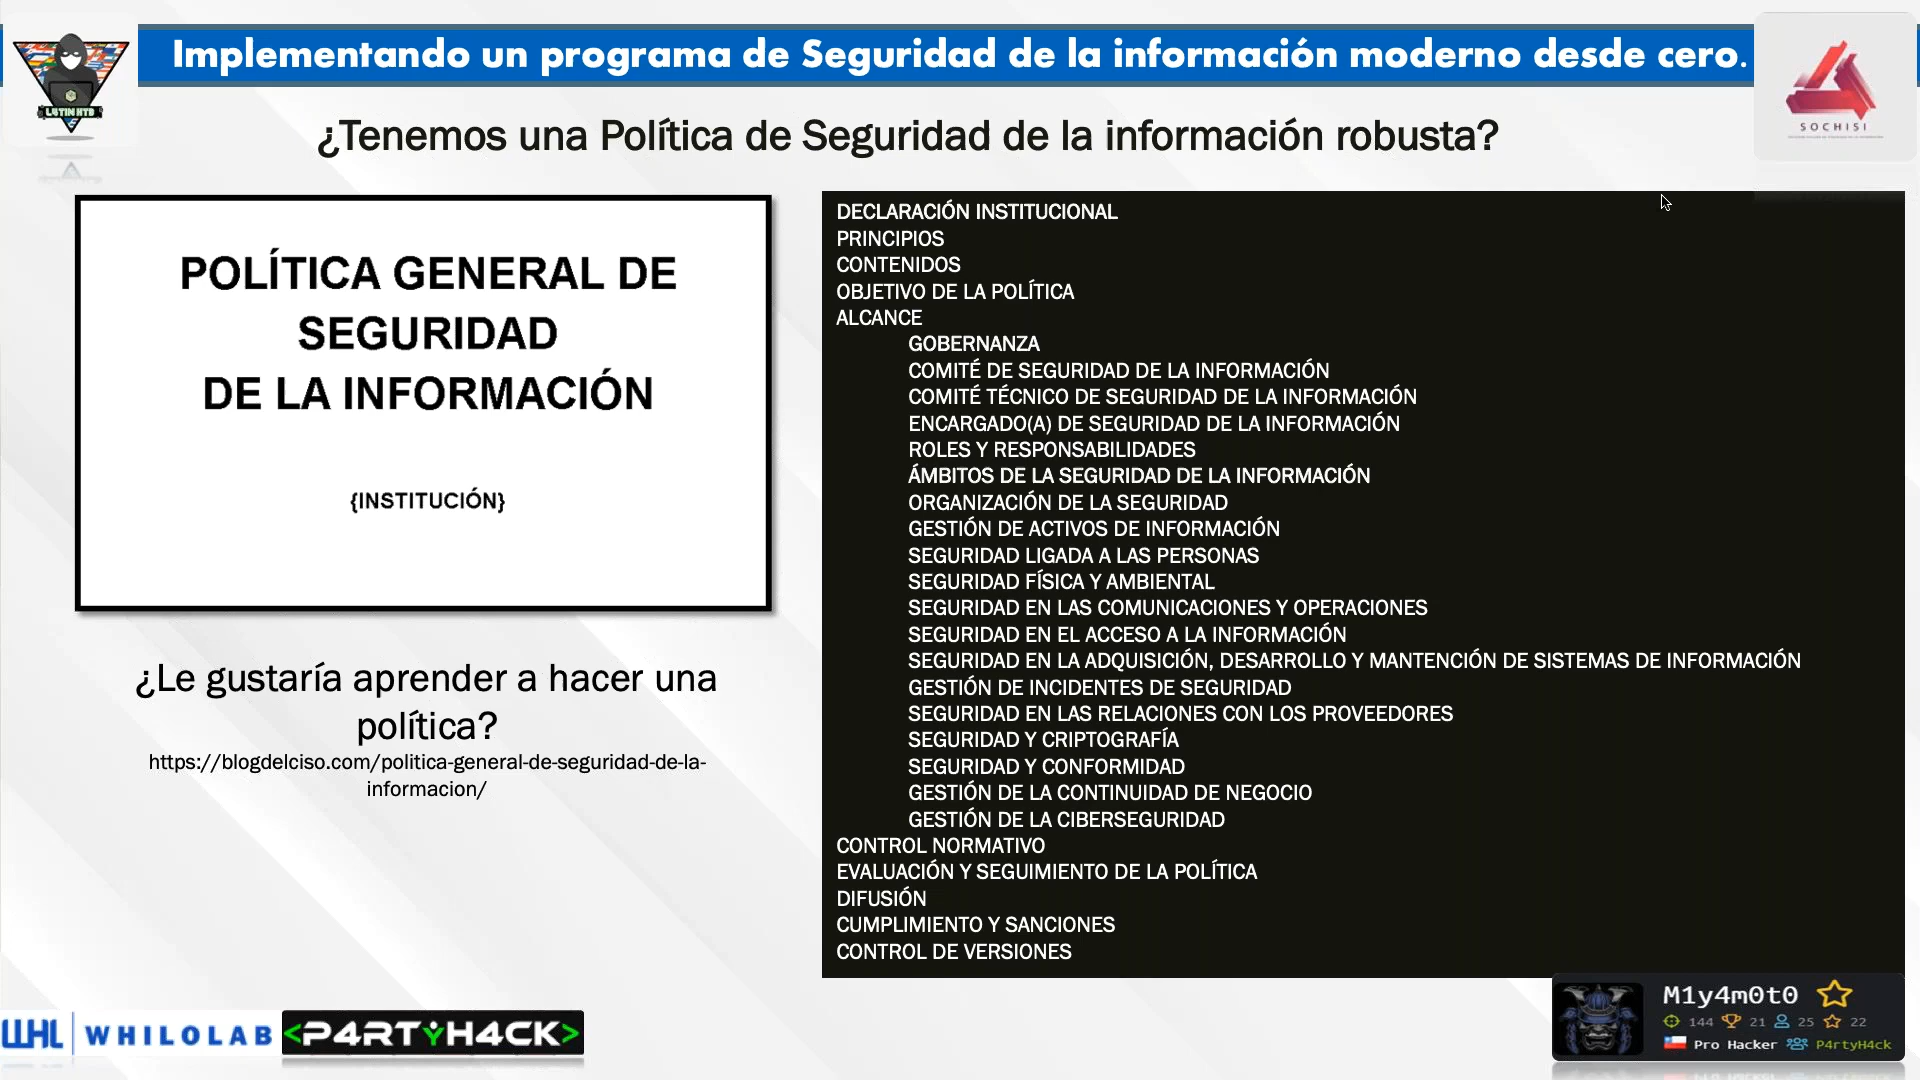 Implementando un programa de Seguridad de la información moderno desde cero.
LATIN HTB
SOCHISI
¿Tenemos una Política de Seguridad de la información robusta?
POLÍTICA GENERAL DE
SEGURIDAD
DE LA INFORMACIÓN
{INSTITUCIÓN}
¿Le gustaría aprender a hacer una
política?
https://blogdelciso.com/politica-general-de-seguridad-de-la-
informacion/
DECLARACIÓN INSTITUCIONAL
PRINCIPIOS
CONTENIDOS
OBJETIVO DE LA POLÍTICA
ALCANCE
GOBERNANZA
COMITÉ DE SEGURIDAD DE LA INFORMACIÓN
COMITÉ TÉCNICO DE SEGURIDAD DE LA INFORMACIÓN
ENCARGADO(A) DE SEGURIDAD DE LA INFORMACIÓN
ROLES Y RESPONSABILIDADES
ÁMBITOS DE LA SEGURIDAD DE LA INFORMACIÓN
ORGANIZACIÓN DE LA SEGURIDAD
GESTIÓN DE ACTIVOS DE INFORMACIÓN
SEGURIDAD LIGADA A LAS PERSONAS
SEGURIDAD FÍSICA Y AMBIENTAL
SEGURIDAD EN LAS COMUNICACIONES Y OPERACIONES
SEGURIDAD EN EL ACCESO A LA INFORMACIÓN
SEGURIDAD EN LA ADQUISICIÓN, DESARROLLO Y MANTENCIÓN DE SISTEMAS DE INFORMACIÓN
GESTIÓN DE INCIDENTES DE SEGURIDAD
SEGURIDAD EN LAS RELACIONES CON LOS PROVEEDORES
SEGURIDAD Y CRIPTOGRAFÍA
SEGURIDAD Y CONFORMIDAD
GESTIÓN DE LA CONTINUIDAD DE NEGOCIO
GESTIÓN DE LA CIBERSEGURIDAD
CONTROL NORMATIVO
EVALUACIÓN Y SEGUIMIENTO DE LA POLÍTICA
DIFUSIÓN
CUMPLIMIENTO Y SANCIONES
CONTROL DE VERSIONES
WHL WHILOLAB
<P4RTYH4CK>
M1y4m0t0
144 21 25 22
Pro Hacker P4rtyH4ck